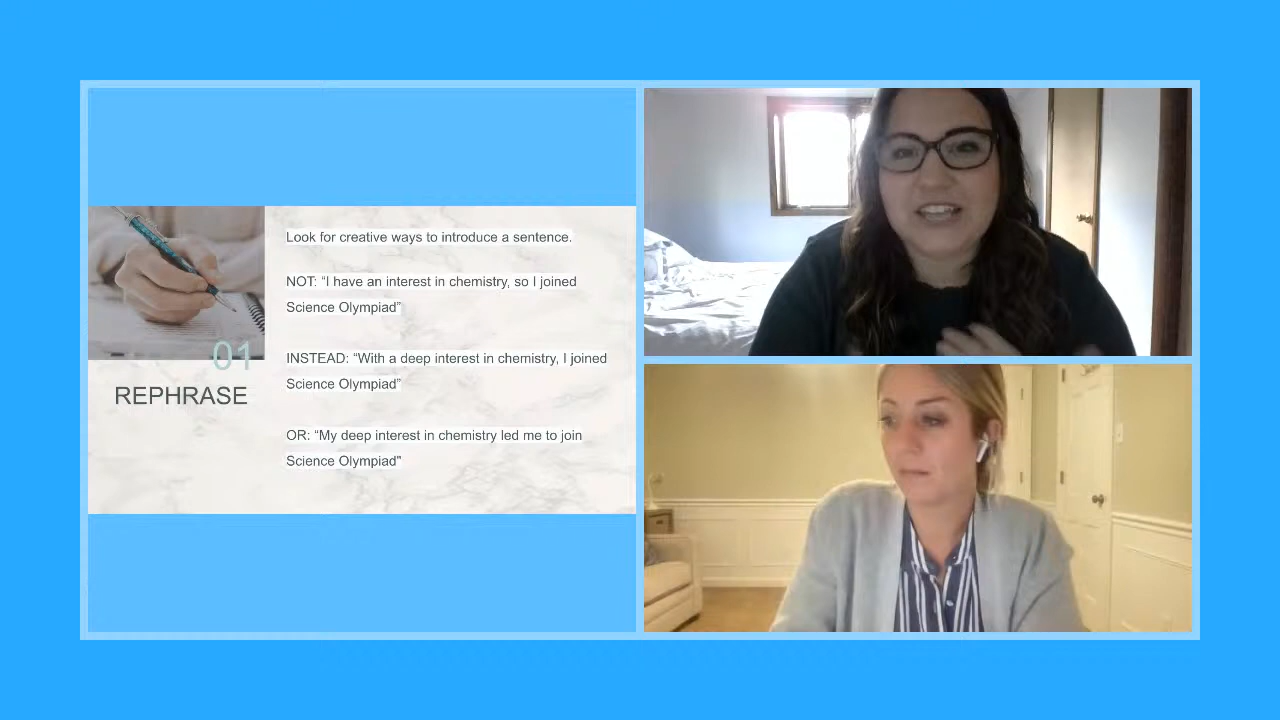 01
REPHRASE
Look for creative ways to introduce a sentence.
NOT: “I have an interest in chemistry, so I joined
Science Olympiad”
INSTEAD: “With a deep interest in chemistry, I joined
Science Olympiad”
OR: “My deep interest in chemistry led me to join
Science Olympiad”